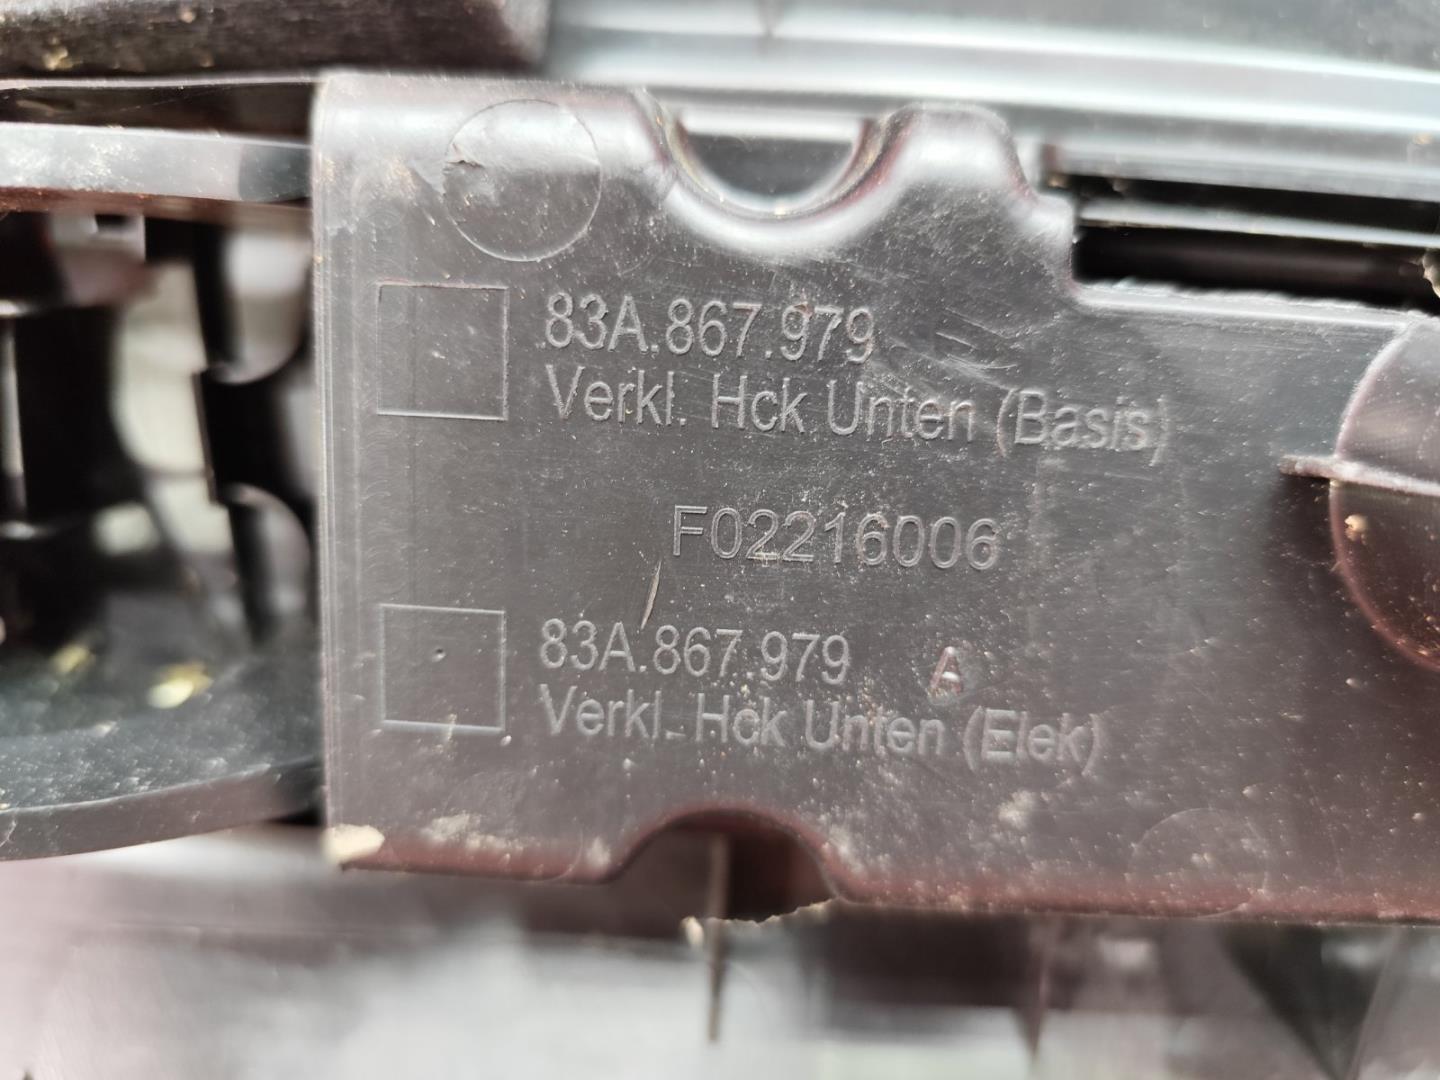 83A.867.979
Verkl. Hck Unten (Basis)
F02216006
83A.867.979 A
Verkl. Hck Unten (Elek)